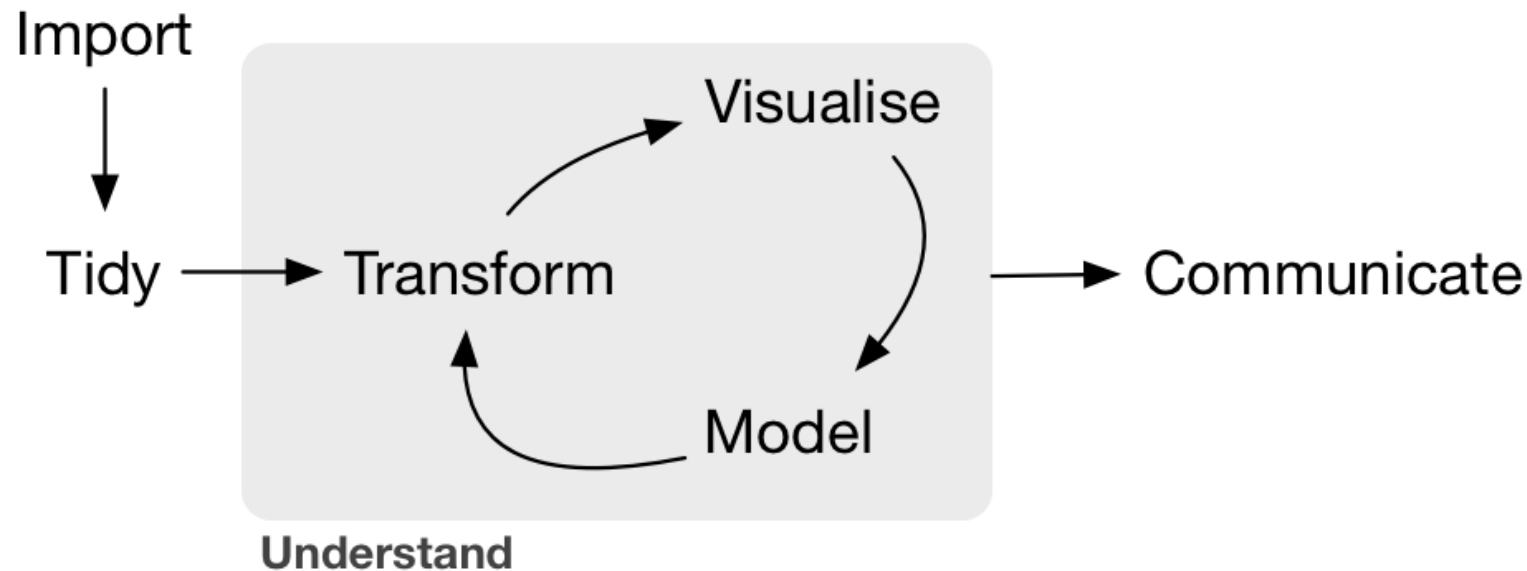 Import
Visualise
Tidy
Transform
Communicate
Model
Understand